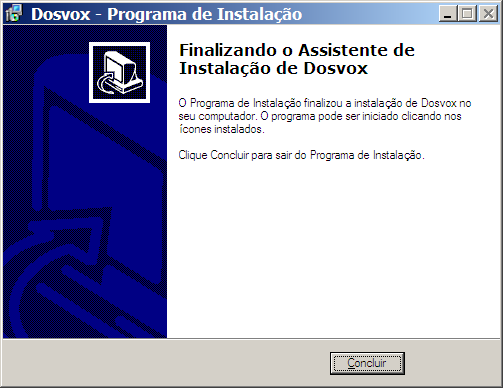 Dosvox - Programa de Instalação
Finalizando o Assistente de
Instalação de Dosvox
O Programa de Instalação finalizou a instalação de Dosvox no
seu computador. O programa pode ser iniciado clicando nos
ícones instalados.
Clique Concluir para sair do Programa de Instalação.
Concluir